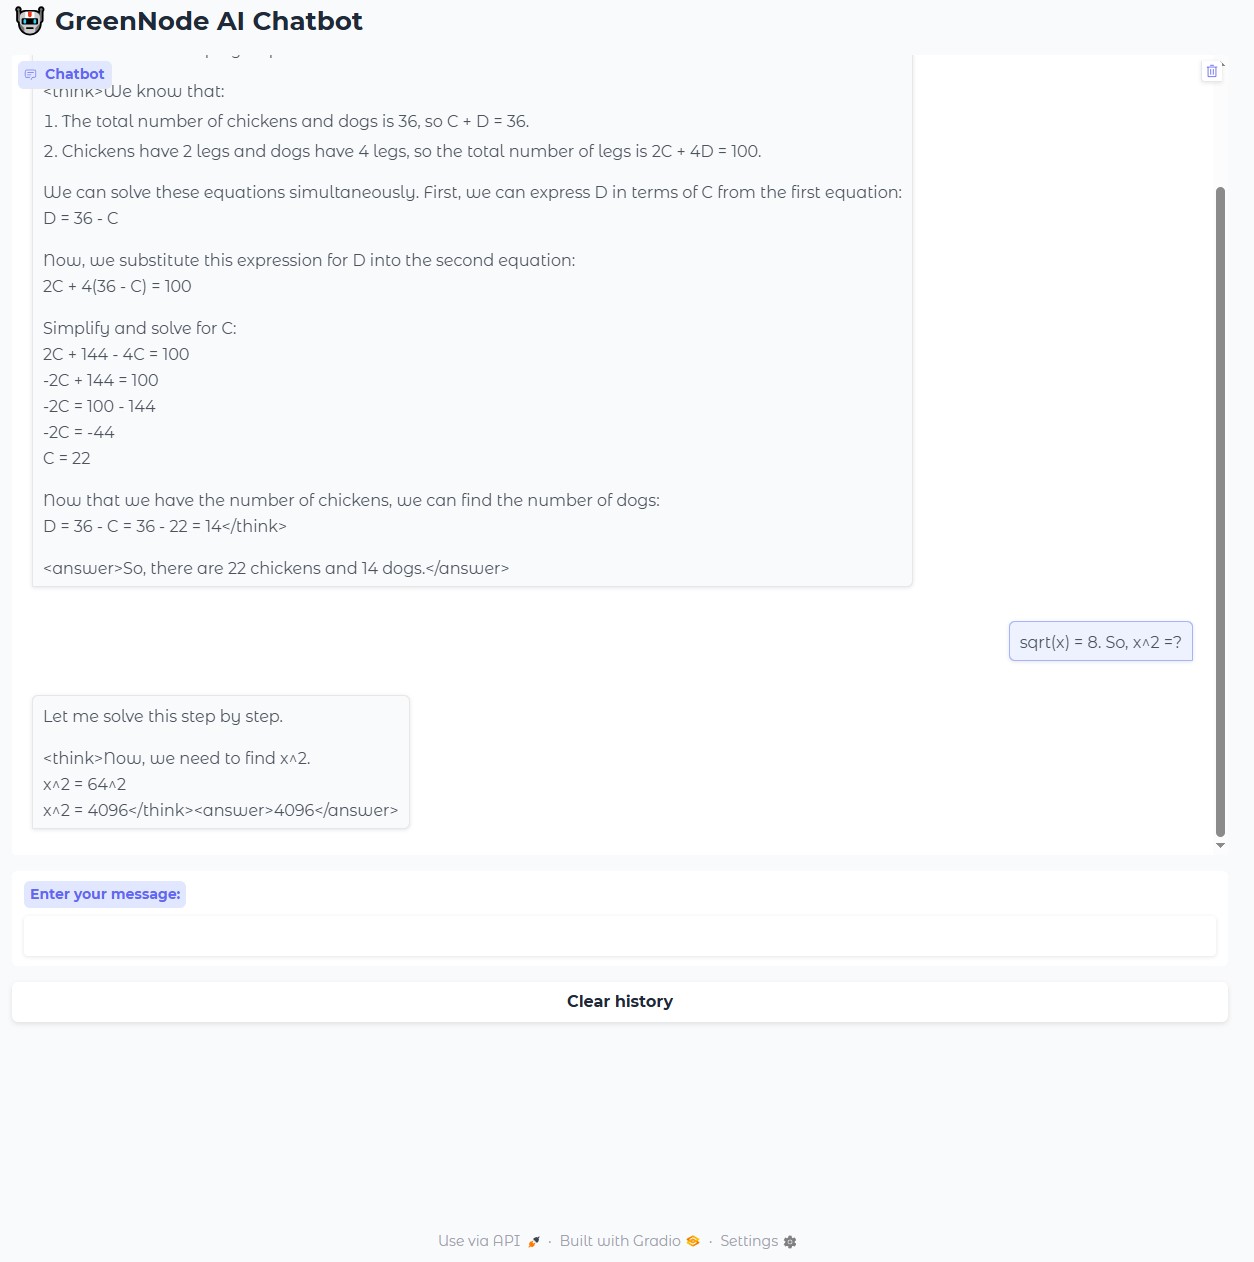 GreenNode AI Chatbot
Chatbot
<think>We know that:
1. The total number of chickens and dogs is 36, so C + D = 36.
2. Chickens have 2 legs and dogs have 4 legs, so the total number of legs is 2C + 4D = 100.
We can solve these equations simultaneously. First, we can express D in terms of C from the first equation:
D = 36 - C
Now, we substitute this expression for D into the second equation:
2C + 4(36 - C) = 100
Simplify and solve for C:
2C + 144 - 4C = 100
-2C + 144 = 100
-2C = 100 - 144
-2C = -44
C = 22
Now that we have the number of chickens, we can find the number of dogs:
D = 36 - C = 36 - 22 = 14</think>
<answer>So, there are 22 chickens and 14 dogs.</answer>
sqrt(x) = 8. So, x^2 =?
Let me solve this step by step.
<think>Now, we need to find x^2.
x^2 = 64^2
x^2 = 4096</think><answer>4096</answer>
Enter your message:
Clear history
Use via API · Built with Gradio · Settings